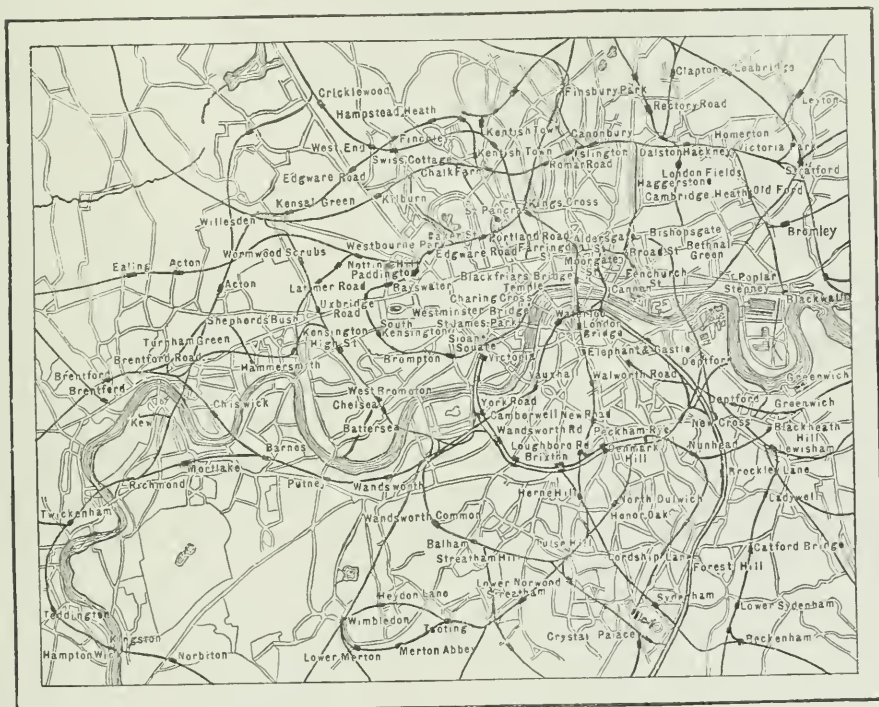 Clapton
Leabridge
Cricklewood
Finsbury Park
Leyton
Hampstead Heath
Rectory Road
Kentish Town
Canonbury
Homerton
Finchley
West End
Kentish Town
Islington
Dalston
Hackney
Victoria Park
Swiss Cottage
Roman Road
Chalk Farm
London Fields
Stratford
Edgware Road
Haggerstone
Kilburn
Cambridge Heath
Old Ford
Kensal Green
St Pancras
Kings Cross
Willesden
Baker St
Portland Road
Aldersgate
St
Bishopsgate
Bromley
Westbourne Park
Edgware Road
Farringdon
St
Bethnal
Green
Wormwood Scrubs
Moorgate
St
Broad St
Notting Hill
Ealing
Acton
Paddington
Blackfriars Bridge
Fenchurch
St
Poplar
Latimer Road
Bayswater
Temple
Cannon
Stepney
Acton
Charing Cross
Blackwall
Uxbridge
Road
Westminster Bridge
Waterloo
Shepherds Bush
South
Kensington
St James Park
London
Bridge
Turnham Green
Kensington
High St
Sloan
Square
Brentford Road
Brompton
Victoria
Elephant & Castle
Deptford
Hammersmith
Brentford
Vauxhall
Walworth Road
Greenwich
Brentford
West Brompton
Chelsea
York Road
Deptford
Greenwich
Chiswick
Camberwell New Road
Kew
Battersea
Wandsworth Rd
Peckham Rye
New Cross
Blackheath
Hill
Barnes
Loughboro Rd
Denmark
Hill
Nunhead
Lewisham
Mortlake
Brixton
Brockley Lane
Richmond
Putney
Wandsworth
Herne Hill
North Dulwich
Ladywell
Twickenham
Wandsworth Common
Honor Oak
Balham
Tulse Hill
Catford Bridge
Streatham Hill
Lordship Lane
Forest Hill
Lower Norwood
Streatham
Heydon Lane
Sydenham
Teddington
Wimbledon
Tooting
Lower Sydenham
Kingston
Crystal Palace
Beckenham
Hampton Wick
Norbiton
Lower Merton
Merton Abbey